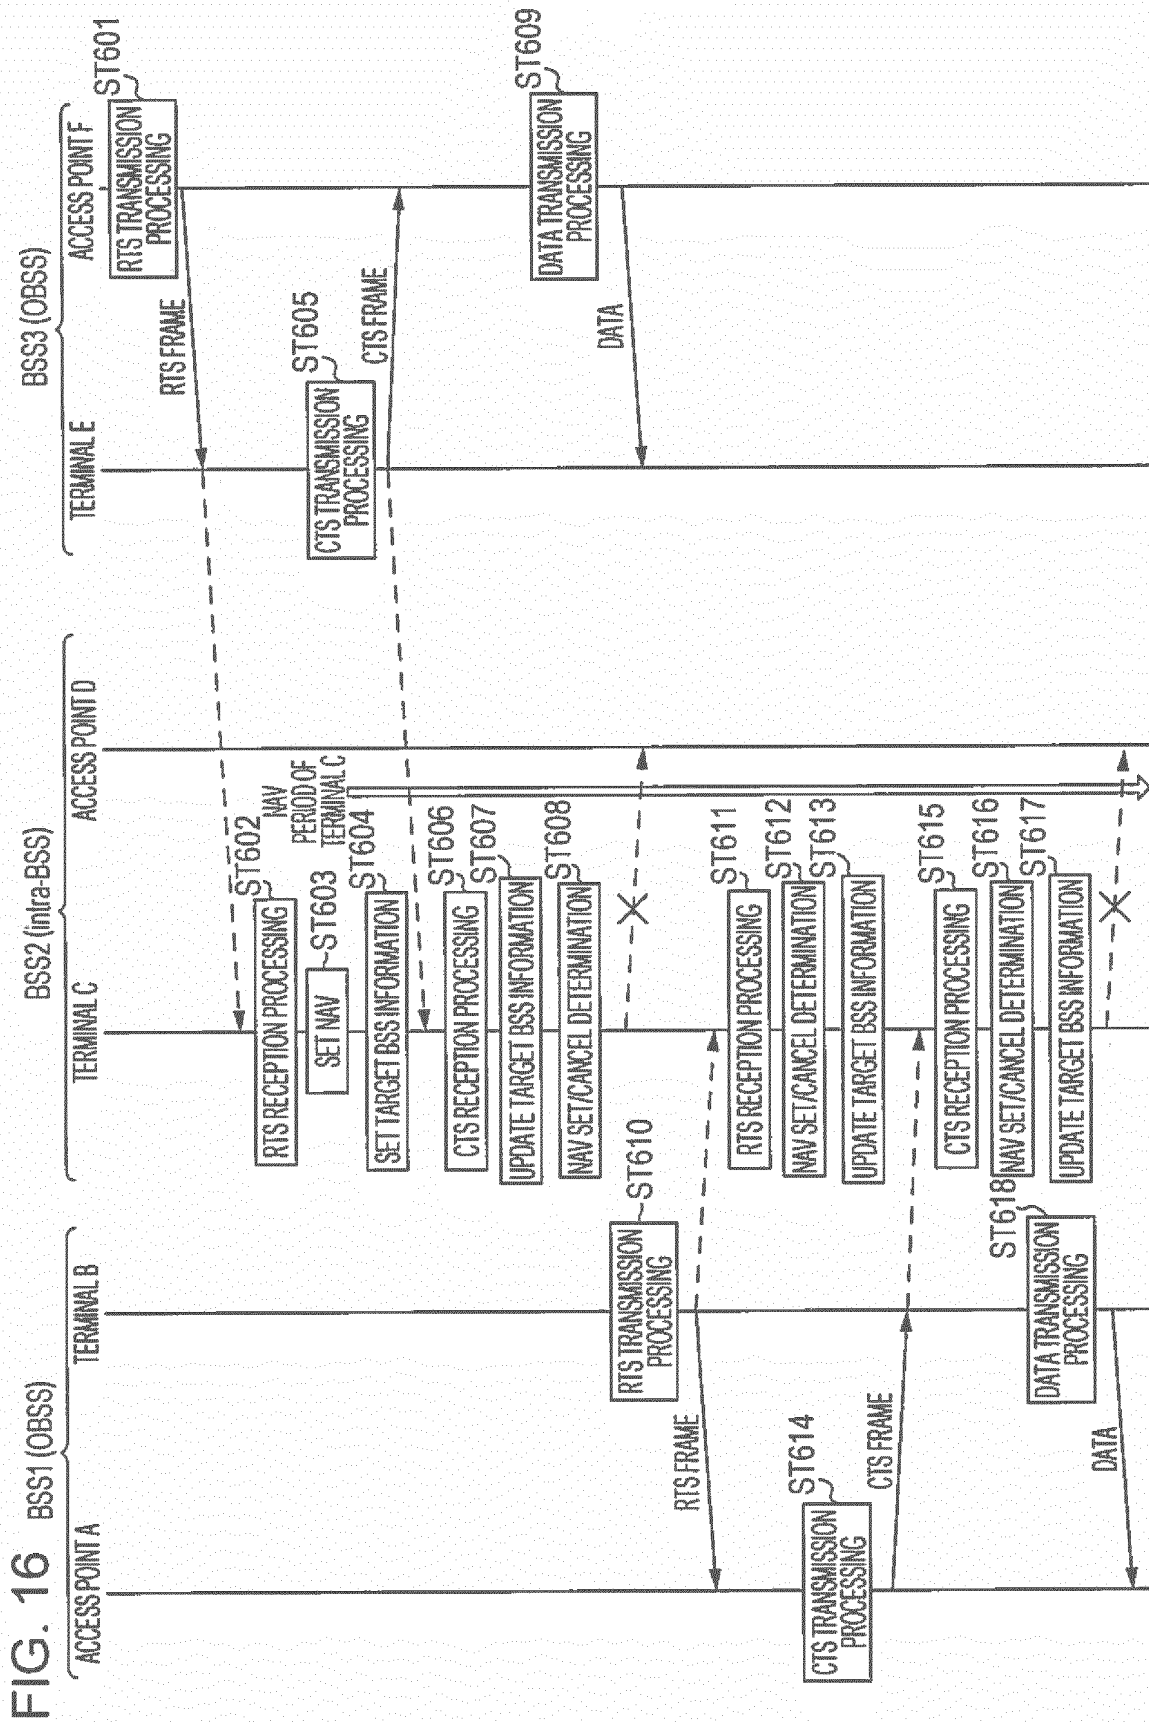 FIG. 16
BSS1 (OBSS)
BSS2 (intra-BSS)
BSS3 (OBSS)
ACCESS POINT A
TERMINAL B
TERMINAL C
ACCESS POINT D
TERMINAL E
ACCESS POINT F
ST601
RTS TRANSMISSION
PROCESSING
RTS FRAME
ST602
RTS RECEPTION PROCESSING
ST603
SET NAV
NAV
PERIOD OF
TERMINAL C
ST604
SET TARGET BSS INFORMATION
ST605
CTS TRANSMISSION
PROCESSING
CTS FRAME
ST606
CTS RECEPTION PROCESSING
ST607
UPDATE TARGET BSS INFORMATION
ST608
NAV SET/CANCEL DETERMINATION
ST609
DATA TRANSMISSION
PROCESSING
DATA
ST610
RTS TRANSMISSION
PROCESSING
RTS FRAME
ST611
RTS RECEPTION PROCESSING
ST612
NAV SET/CANCEL DETERMINATION
ST613
UPDATE TARGET BSS INFORMATION
ST614
CTS TRANSMISSION
PROCESSING
CTS FRAME
ST615
CTS RECEPTION PROCESSING
ST616
NAV SET/CANCEL DETERMINATION
ST617
UPDATE TARGET BSS INFORMATION
ST618
DATA TRANSMISSION
PROCESSING
DATA